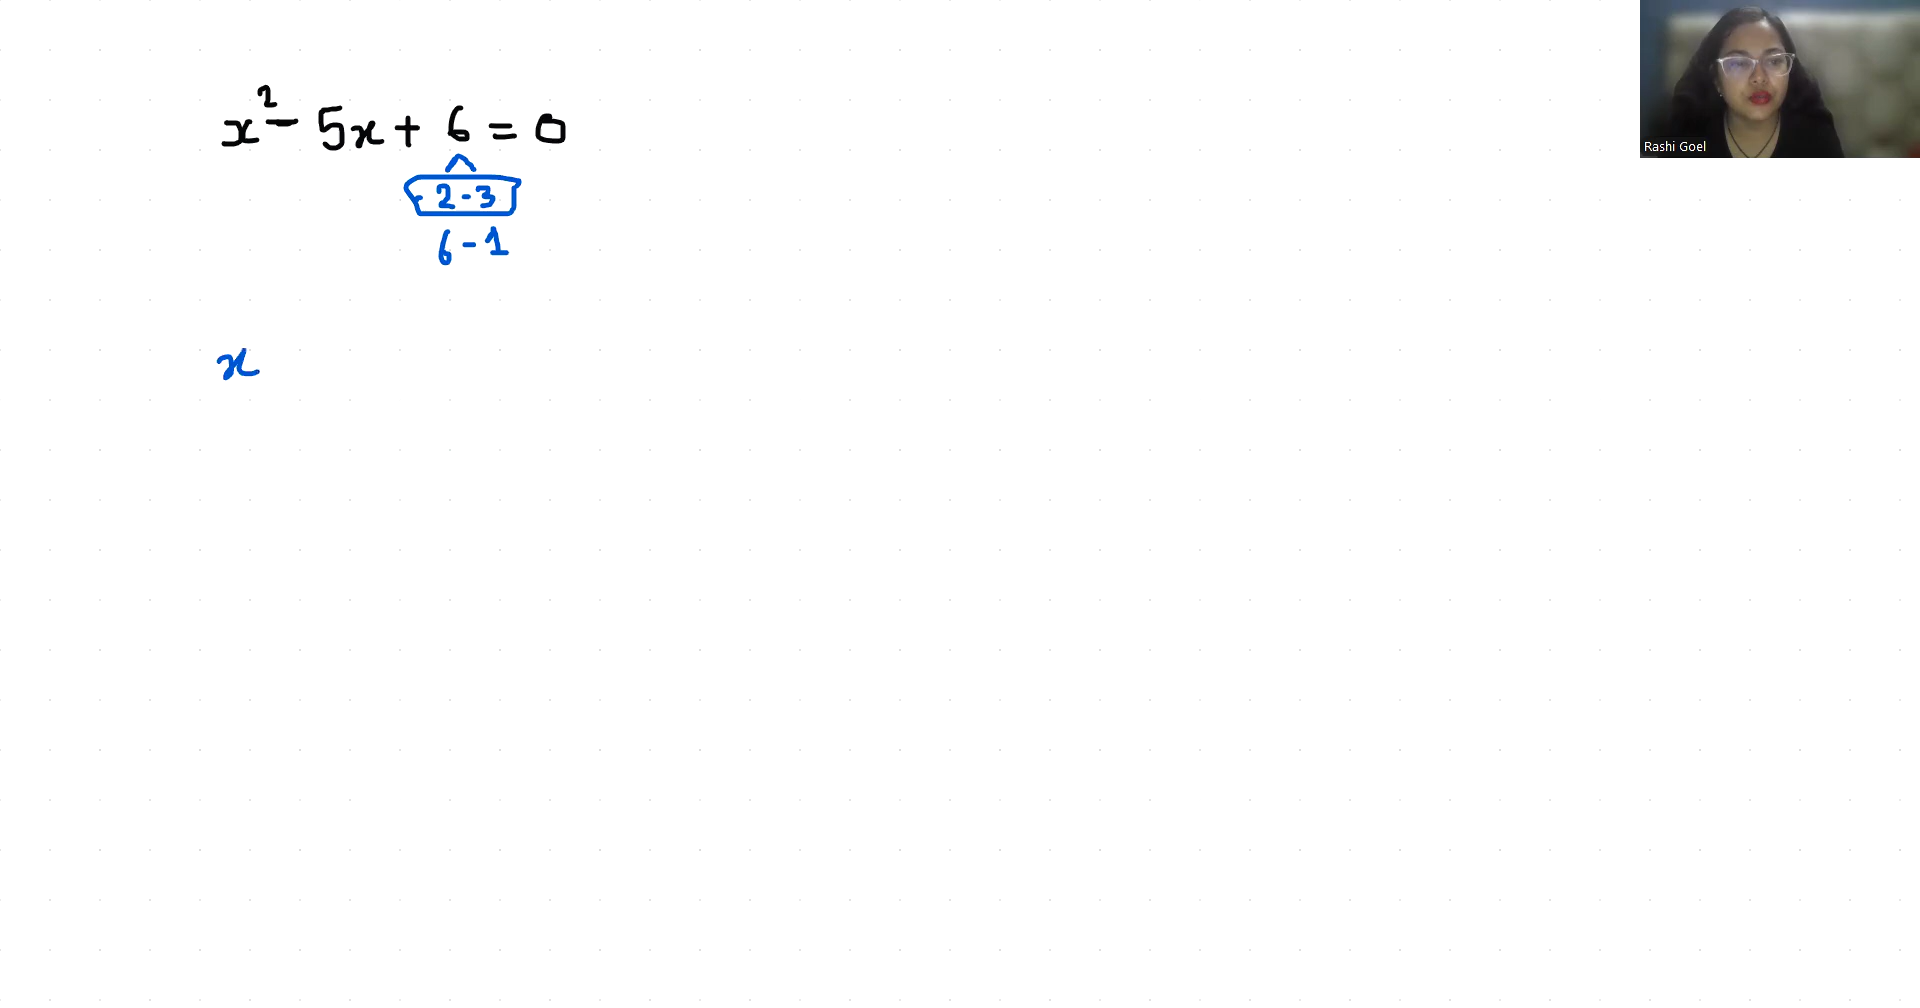 x² - 5x + 6 = 0
- 2 - 3
6 - 1
x
Rashi Goel